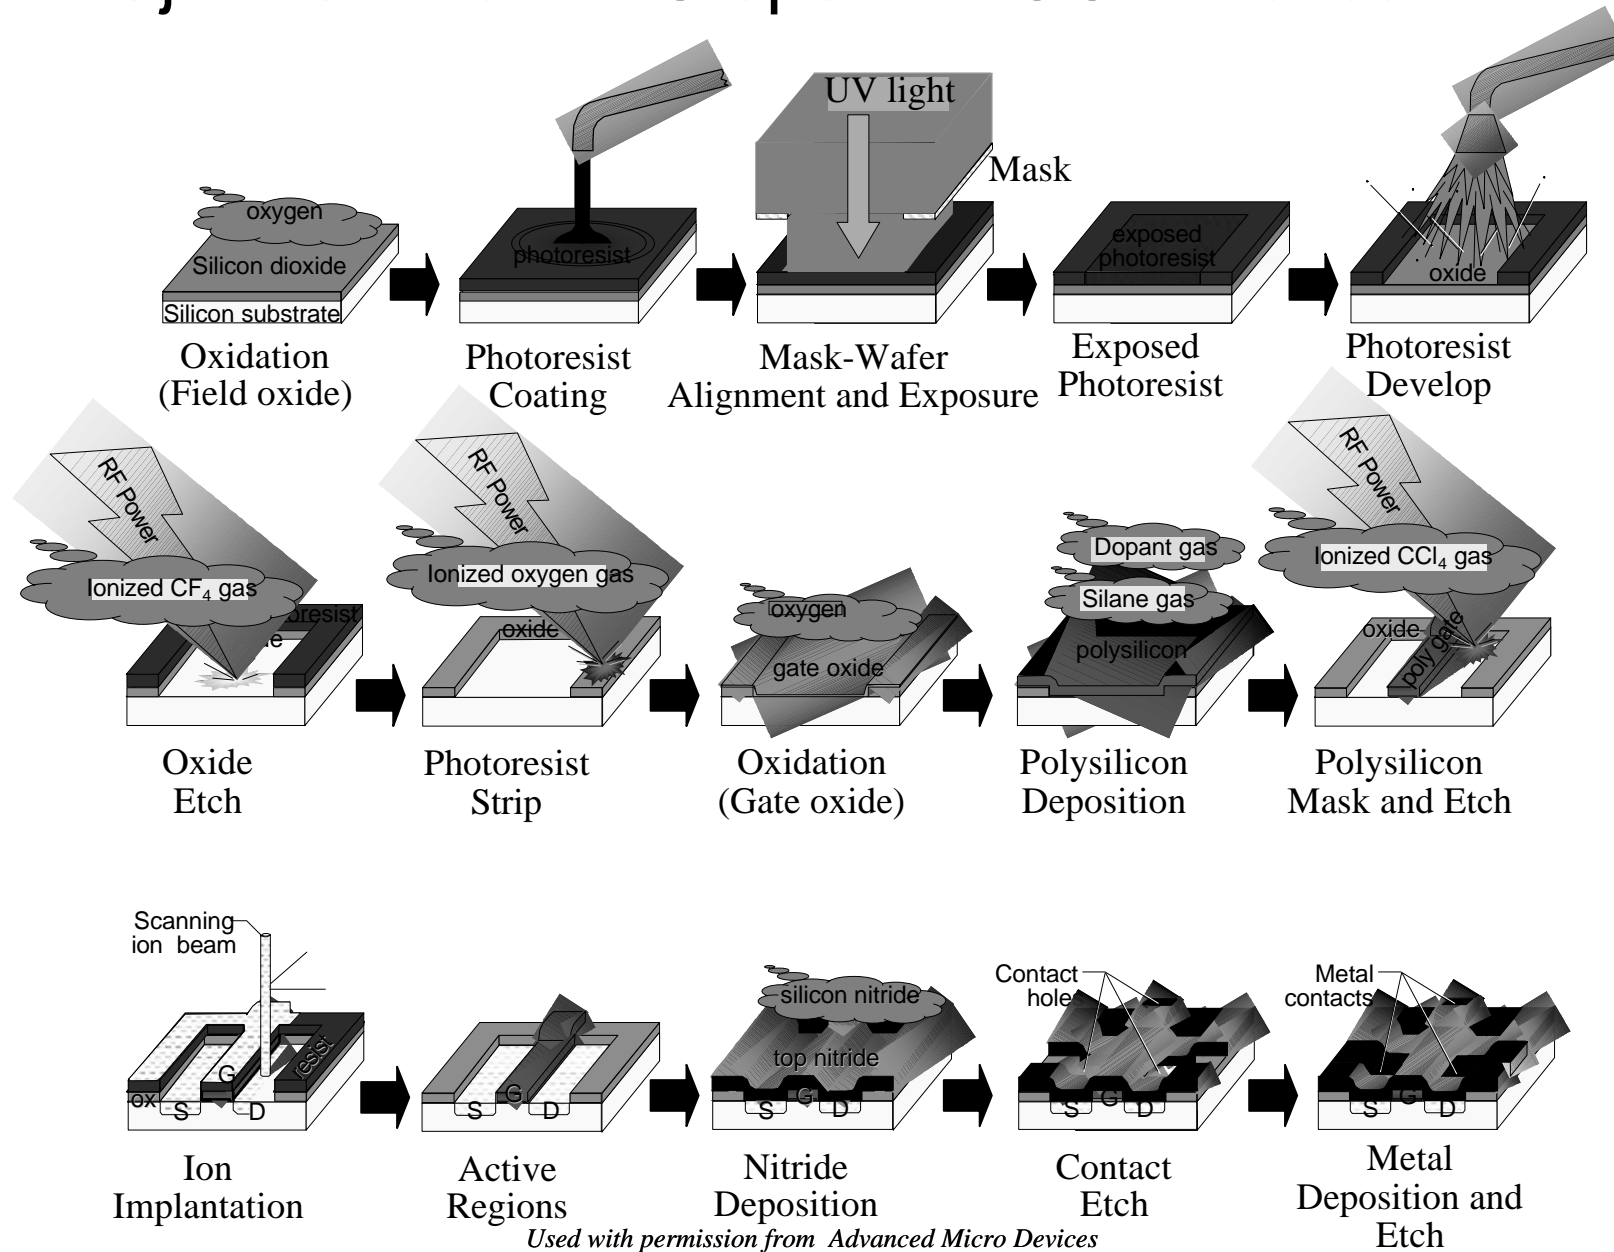 oxygen
Silicon dioxide
Silicon substrate
Oxidation
(Field oxide)
photoresist
Photoresist
Coating
UV light
Mask
Mask-Wafer
Alignment and Exposure
exposed
photoresist
Exposed
Photoresist
oxide
Photoresist
Develop
RF Power
Ionized CF4 gas
Oxide
Etch
RF Power
Ionized oxygen gas
oxide
Photoresist
Strip
oxygen
gate oxide
Oxidation
(Gate oxide)
Dopant gas
Silane gas
polysilicon
Polysilicon
Deposition
RF Power
Ionized CCl4 gas
oxide
poly gate
Polysilicon
Mask and Etch
Scanning
ion beam
resist
G
ox
S D
Ion
Implantation
G
S D
Active
Regions
silicon nitride
top nitride
G
S D
Nitride
Deposition
Contact
holes
G
S D
Contact
Etch
Metal
contacts
G
S D
Metal
Deposition and
Etch
Used with permission from Advanced Micro Devices